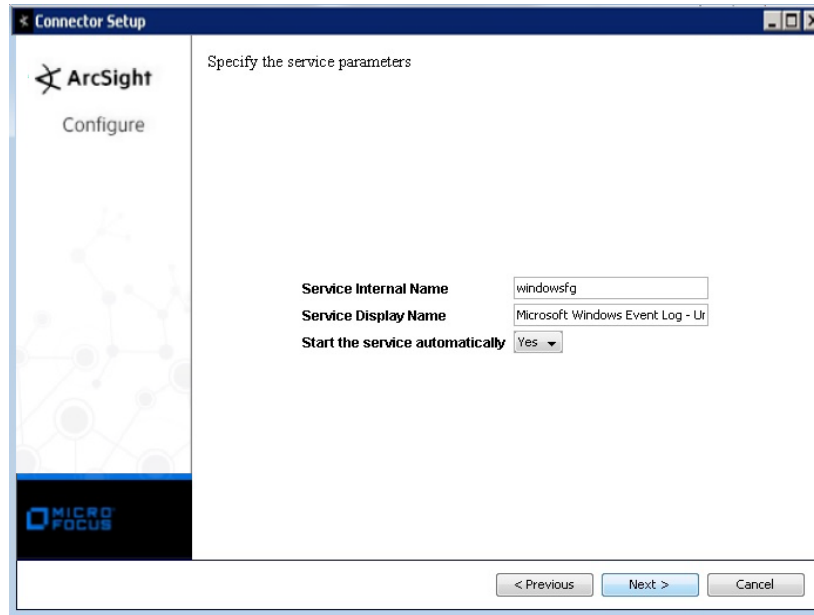 Connector Setup
ArcSight
Configure
Specify the service parameters
Service Internal Name windowsfg
Service Display Name Microsoft Windows Event Log - Ur
Start the service automatically Yes
MICRO
FOCUS
< Previous Next > Cancel